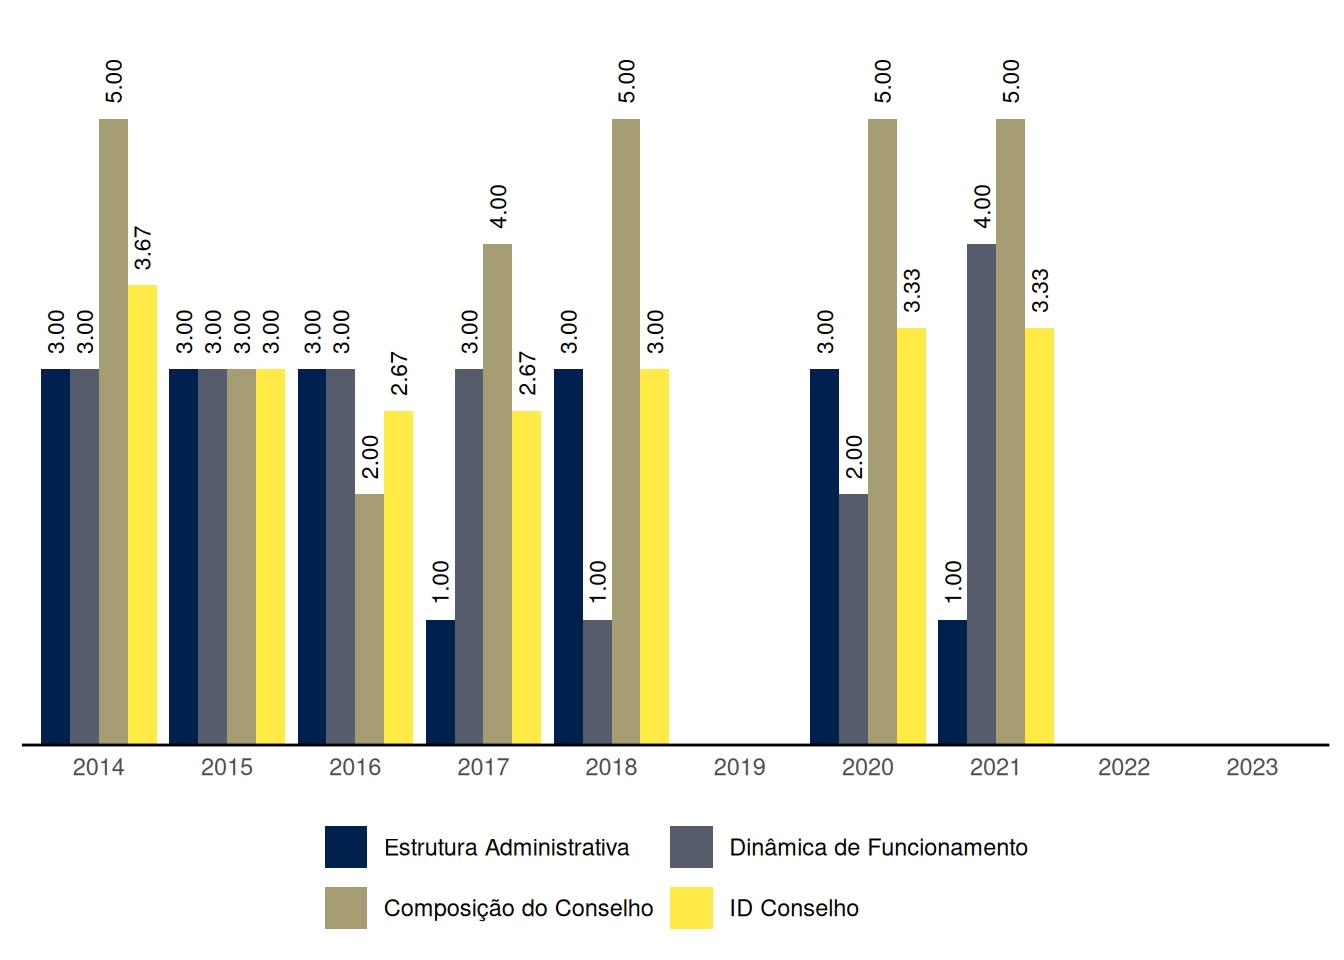 3.00 3.00 5.00 3.67
3.00 3.00 3.00 3.00
3.00 3.00 2.00 2.67
1.00 3.00 4.00 2.67
3.00 1.00 5.00 3.00
3.00 2.00 5.00 3.33
1.00 4.00 5.00 3.33
2014 2015 2016 2017 2018 2019 2020 2021 2022 2023
Estrutura Administrativa Dinâmica de Funcionamento
Composição do Conselho ID Conselho